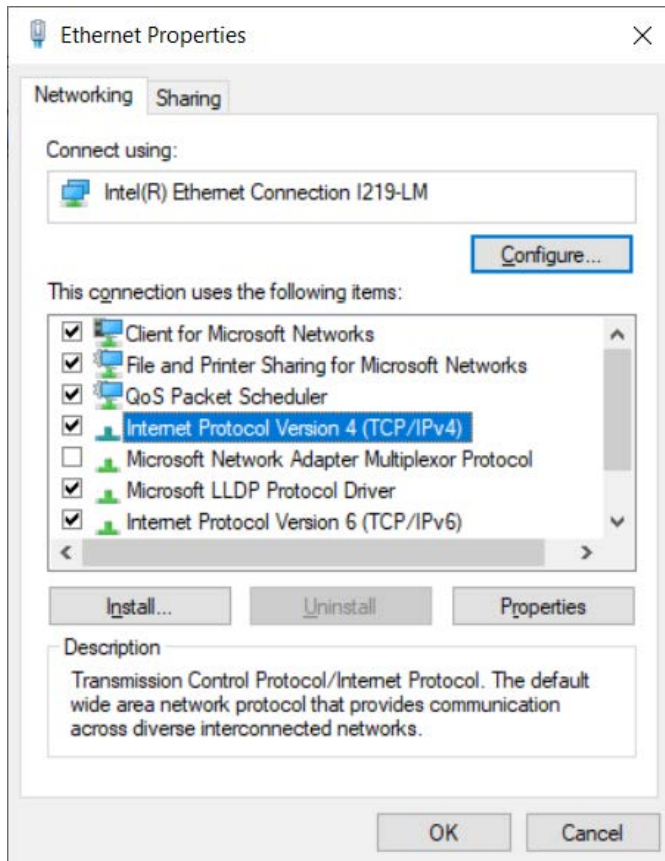 Ethernet Properties
Networking
Sharing
Connect using:
Intel(R) Ethernet Connection I219-LM
Configure...
This connection uses the following items:
Client for Microsoft Networks
File and Printer Sharing for Microsoft Networks
QoS Packet Scheduler
Internet Protocol Version 4 (TCP/IPv4)
Microsoft Network Adapter Multiplexor Protocol
Microsoft LLDP Protocol Driver
Internet Protocol Version 6 (TCP/IPv6)
Install...
Uninstall
Properties
Description
Transmission Control Protocol/Internet Protocol. The default
wide area network protocol that provides communication
across diverse interconnected networks.
OK
Cancel